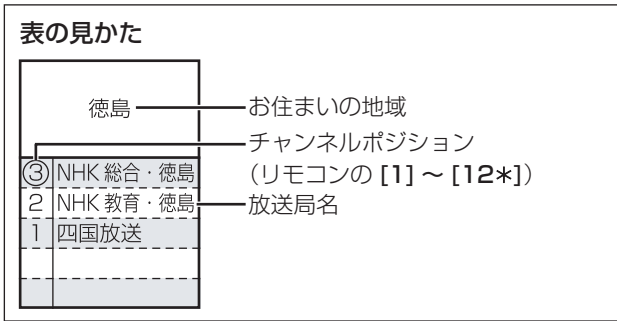 表の見かた
徳島
お住まいの地域
チャンネルポジション
(リモコンの [1] ~ [12＊])
③ NHK 総合・徳島
2 NHK 教育・徳島
放送局名
1 四国放送